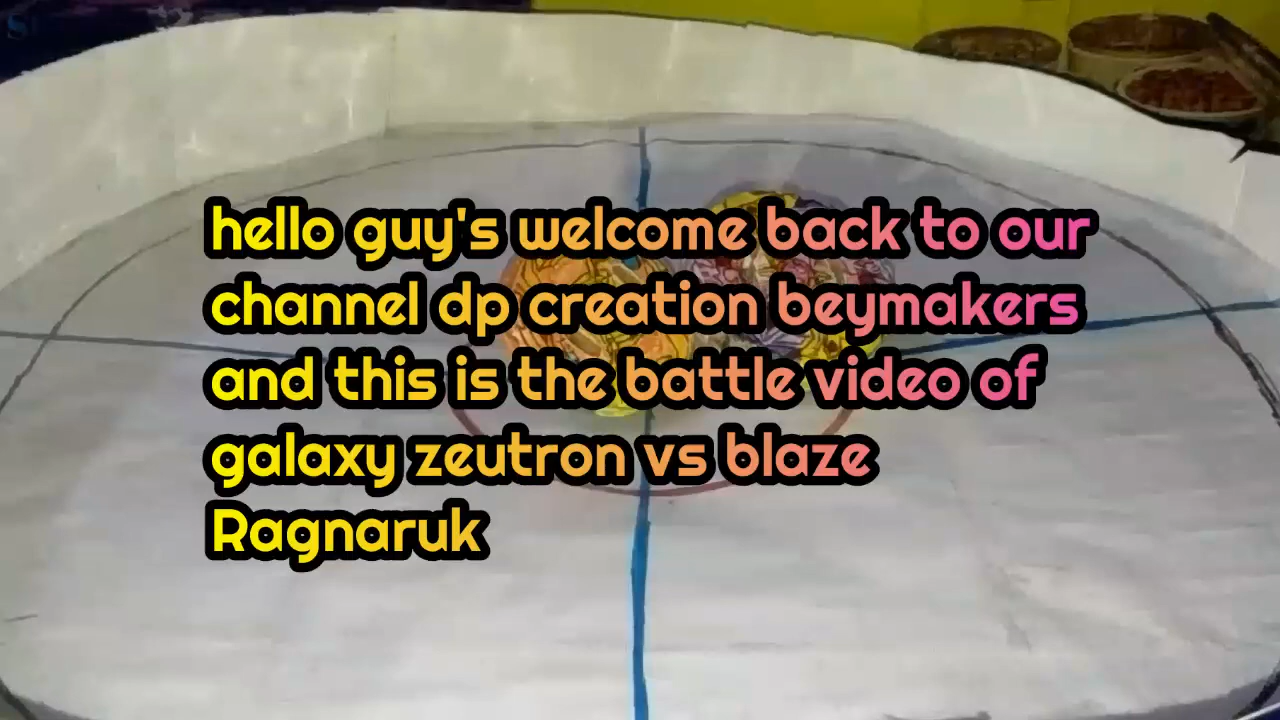 hello guy's welcome back to our
channel dp creation beymakers
and this is the battle video of
galaxy zeutron vs blaze
Ragnaruk